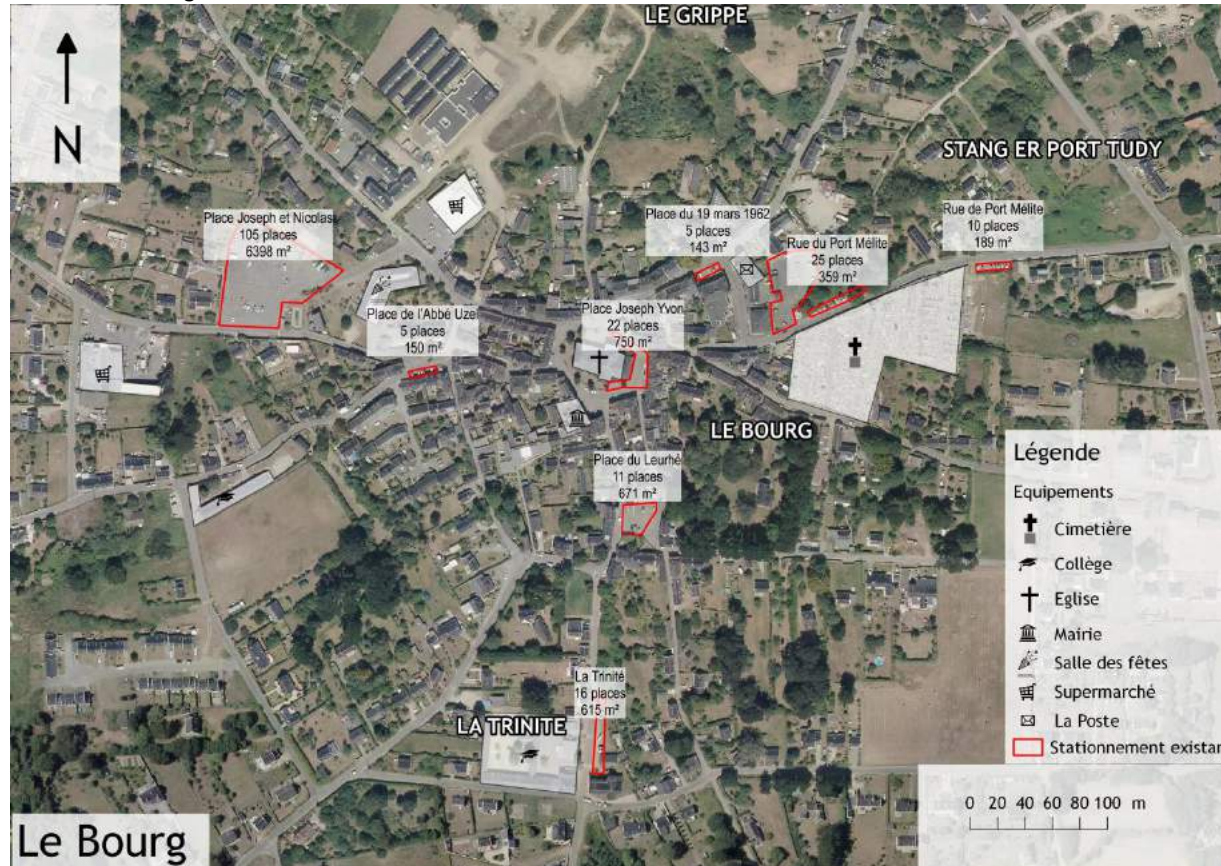 LE GRIPPE
N
STANG ER PORT TUDY
Place Joseph et Nicolas
105 places
6398 m²
Place du 19 mars 1962
5 places
143 m²
Rue de Port Mélite
10 places
189 m²
Rue du Port Mélite
25 places
359 m²
Place de l'Abbé Uzel
5 places
150 m²
Place Joseph Yvon
22 places
750 m²
LE BOURG
Place du Leurhé
11 places
671 m²
La Trinité
16 places
615 m²
LA TRINITE
Légende
Equipements
Cimetière
Collège
Eglise
Mairie
Salle des fêtes
Supermarché
La Poste
Stationnement existan
0 20 40 60 80 100 m
Le Bourg